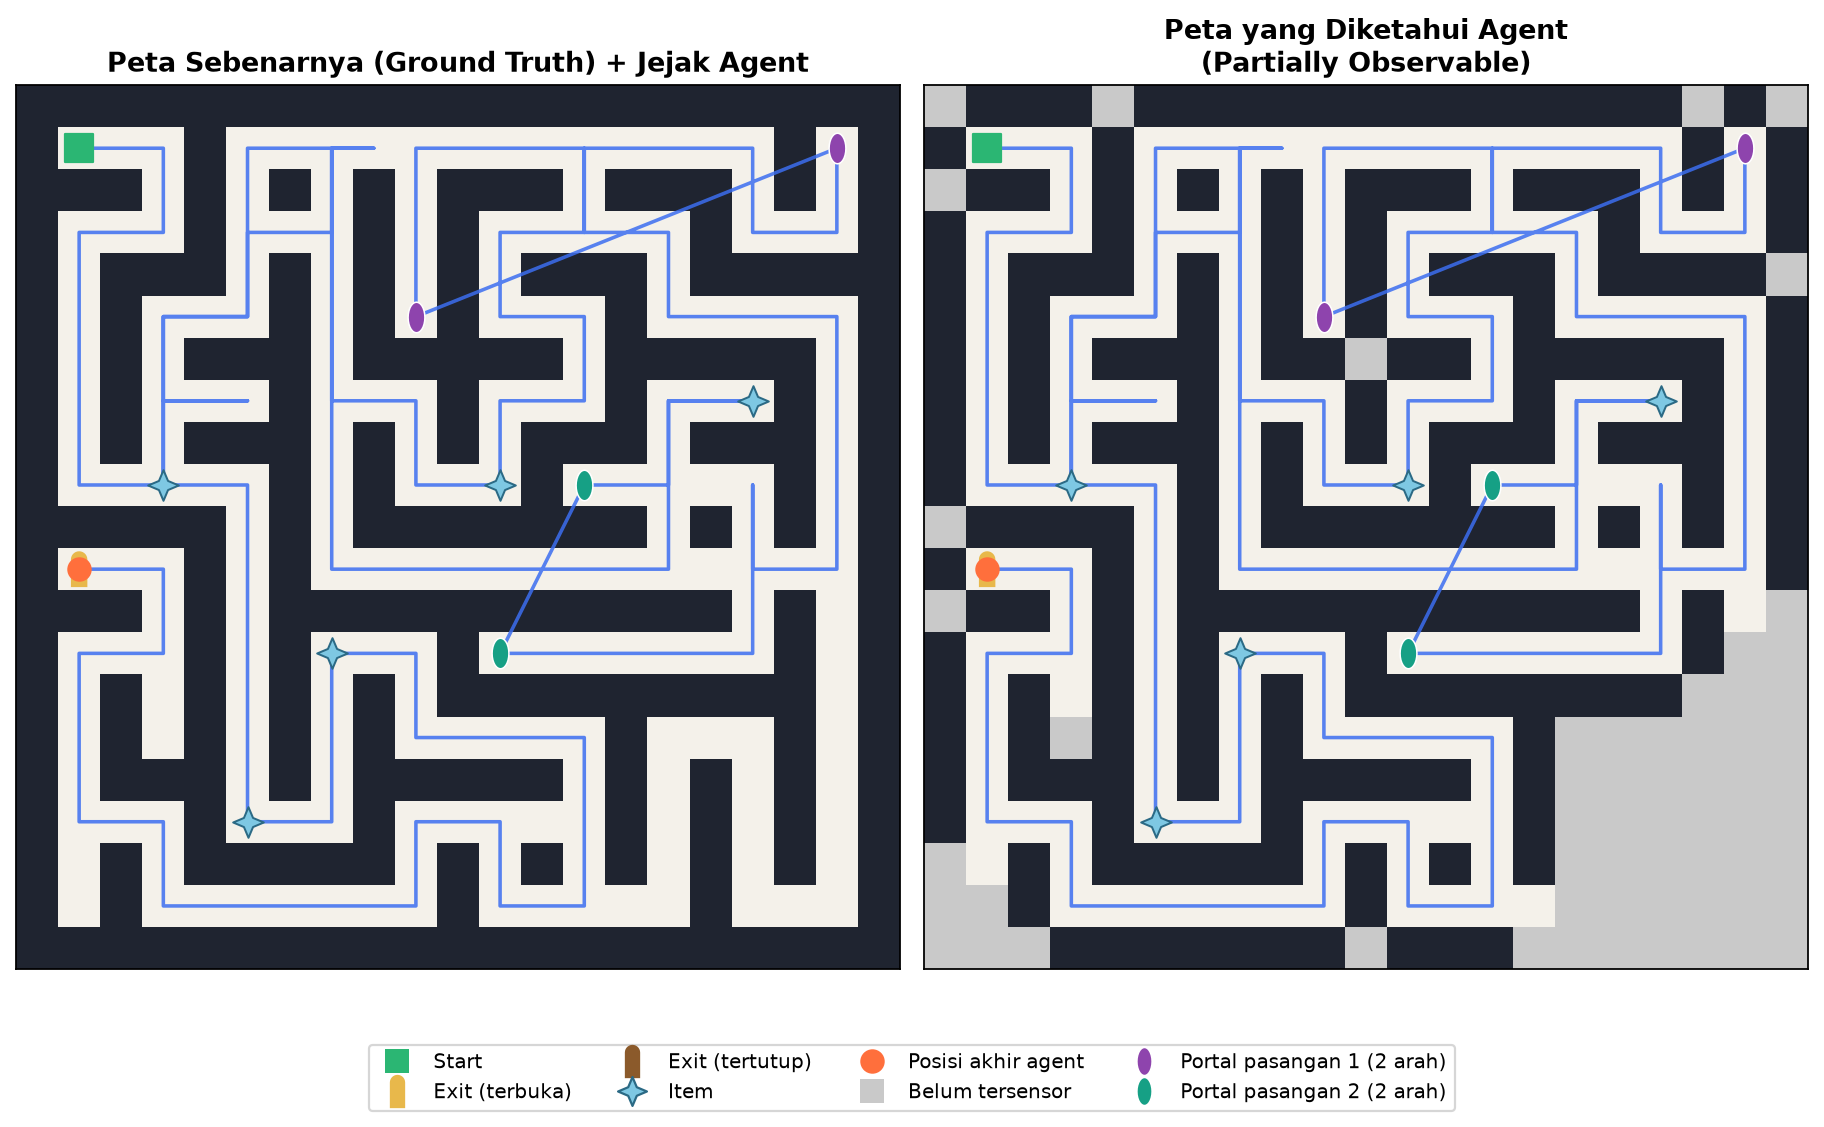 Peta Sebenarnya (Ground Truth) + Jejak Agent
Peta yang Diketahui Agent
(Partially Observable)
Start
Exit (terbuka)
Exit (tertutup)
Item
Posisi akhir agent
Belum tersensor
Portal pasangan 1 (2 arah)
Portal pasangan 2 (2 arah)